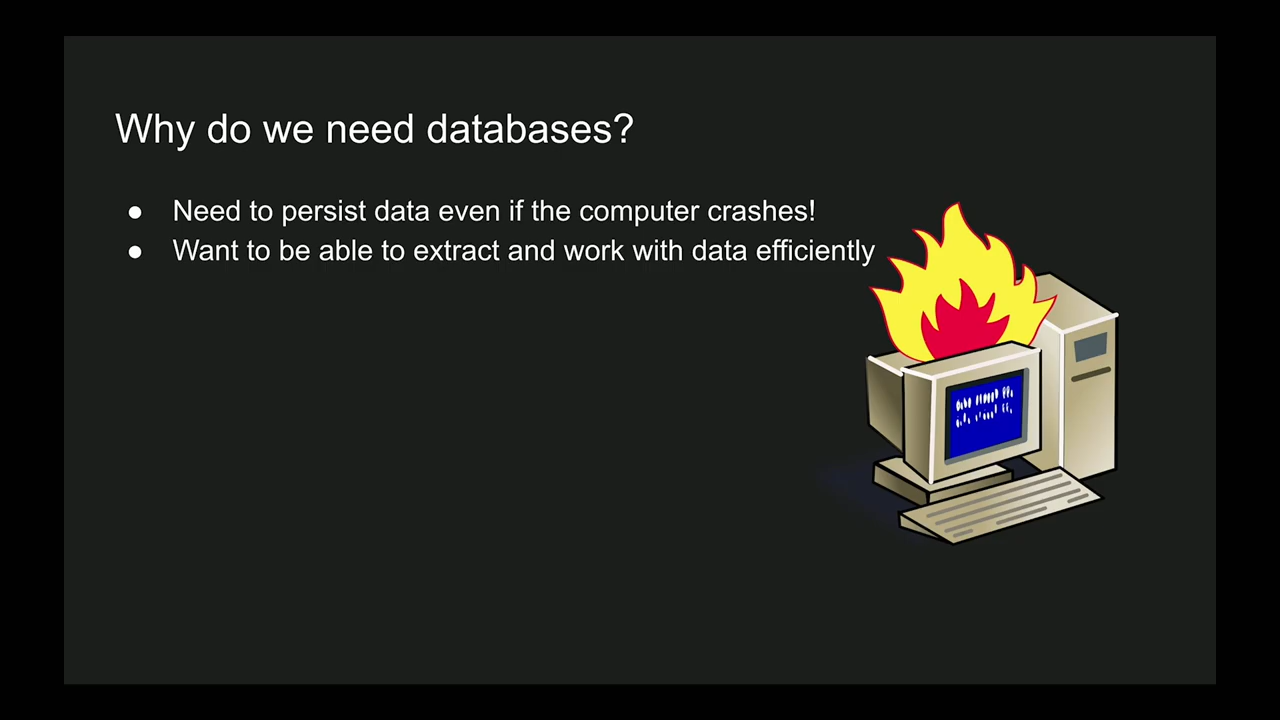 Why do we need databases?
● Need to persist data even if the computer crashes!
● Want to be able to extract and work with data efficiently